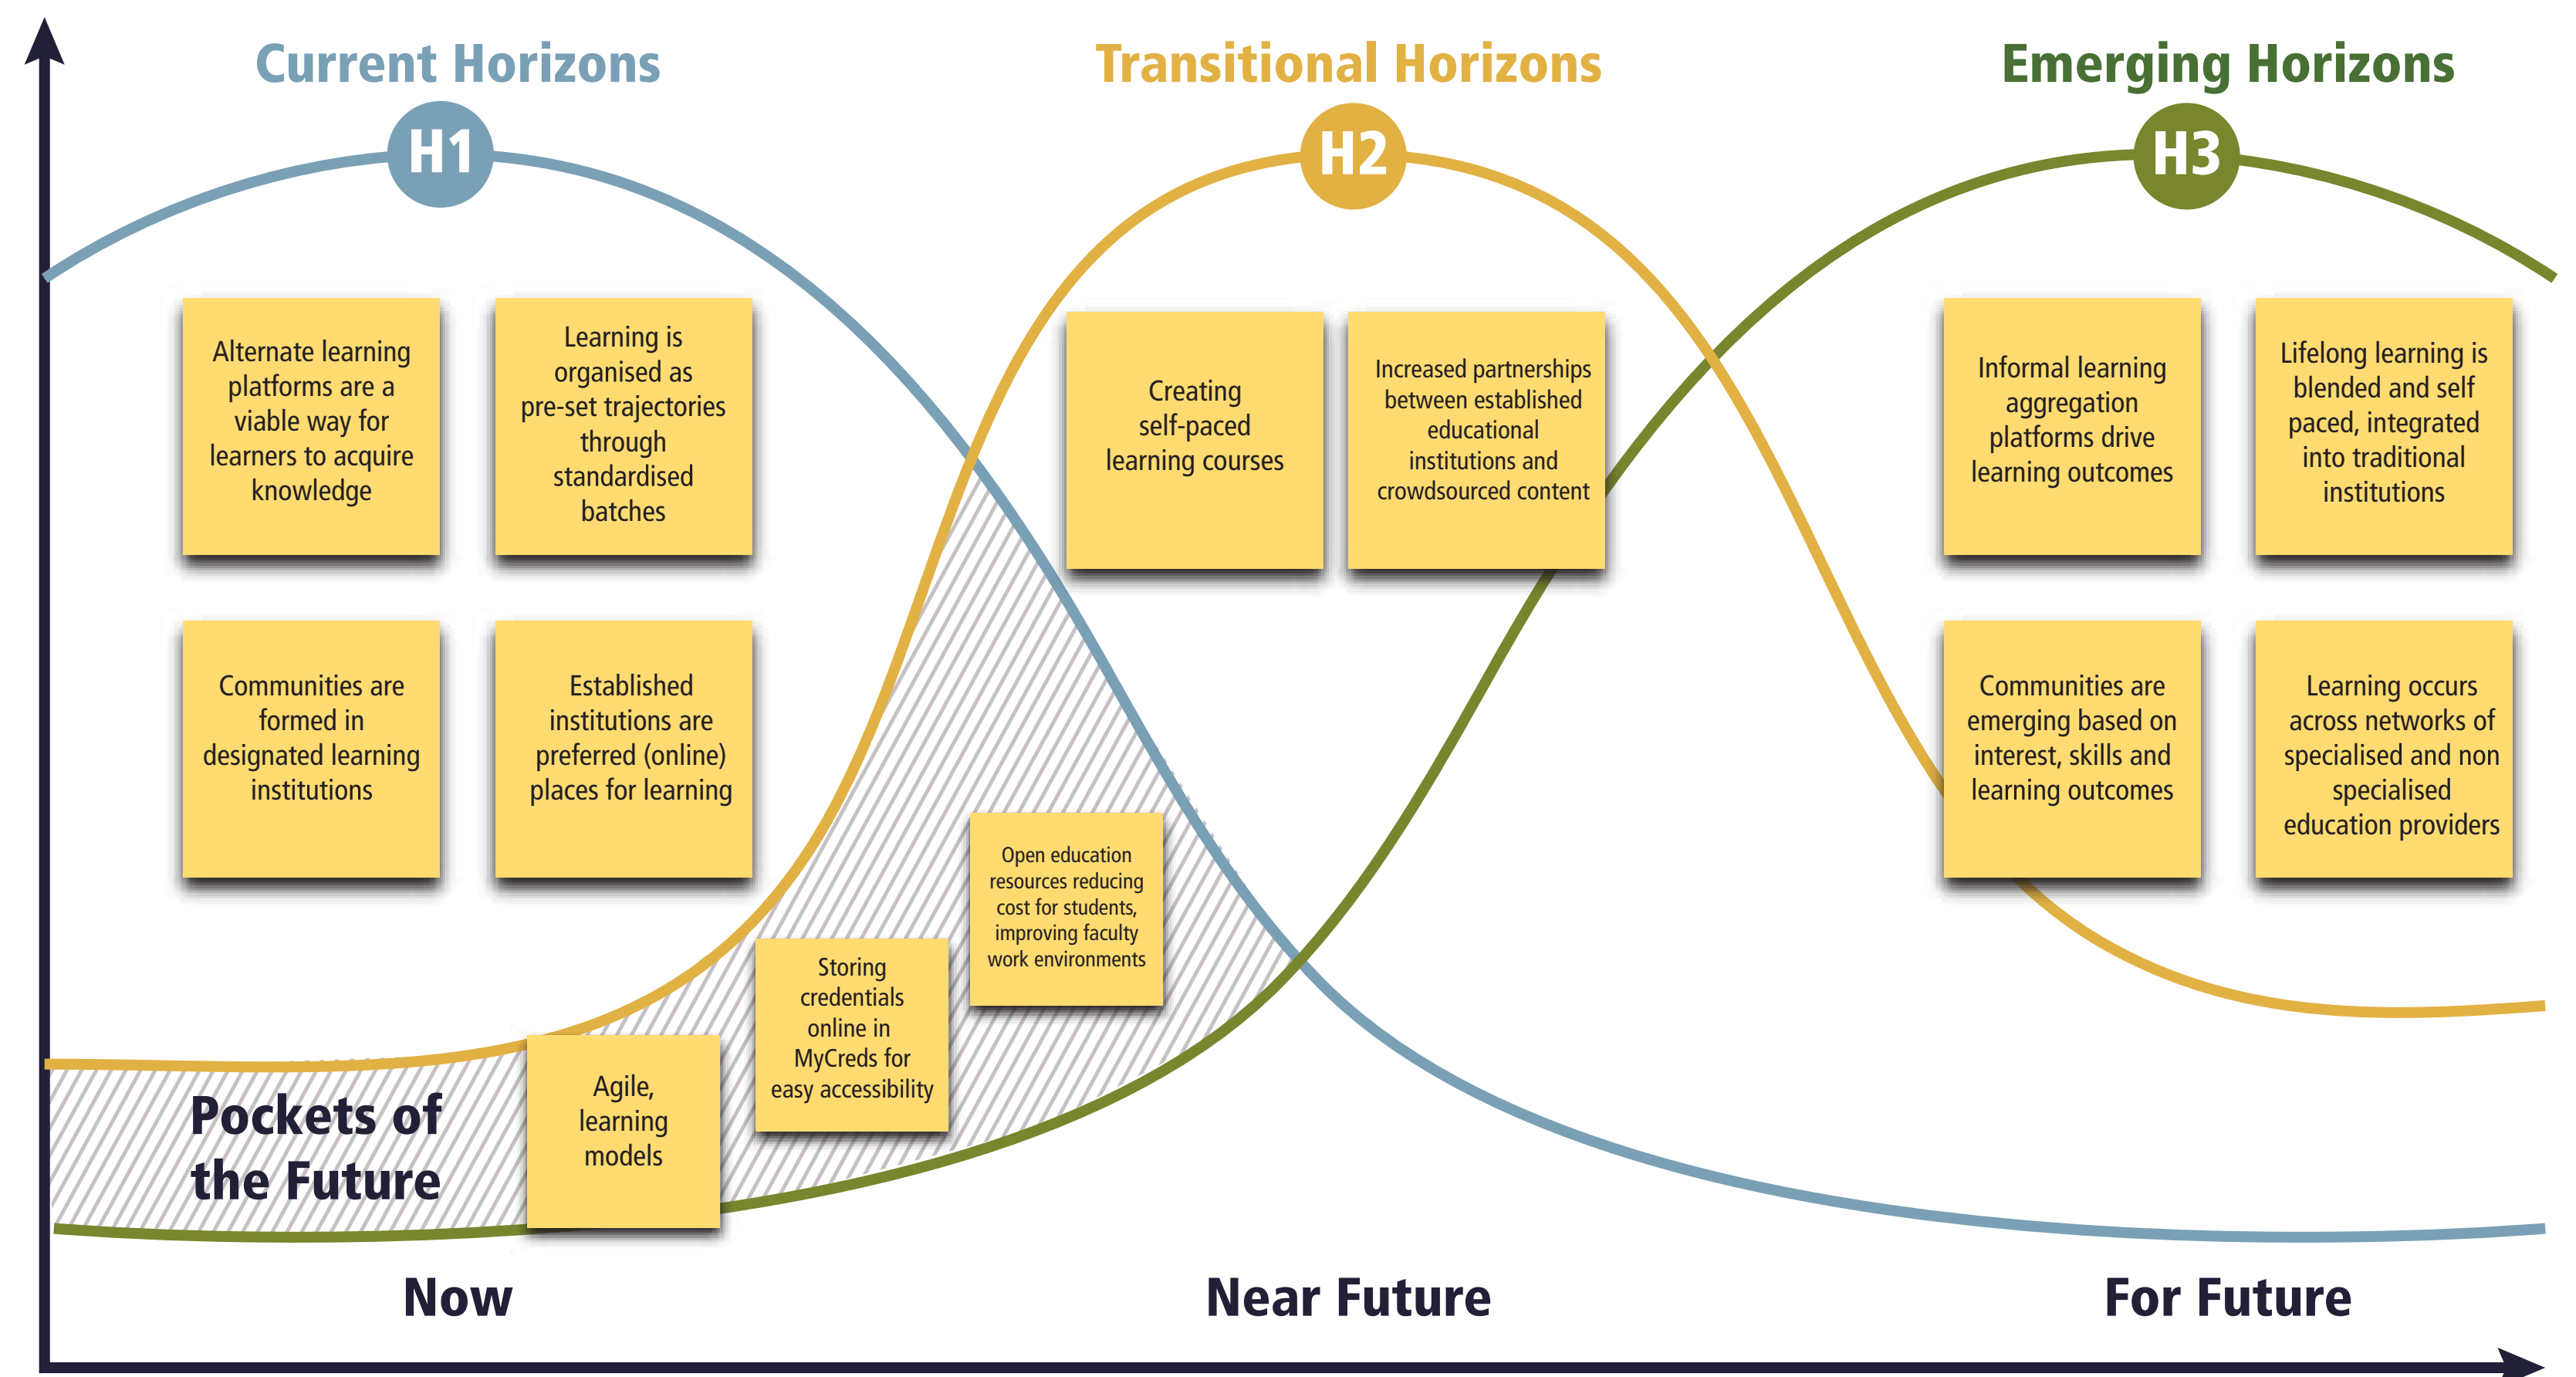 Current Horizons
Transitional Horizons
Emerging Horizons
H1
H2
H3
Alternate learning
platforms are a
viable way for
learners to acquire
knowledge
Learning is
organised as
pre-set trajectories
through
standardised
batches
Communities are
formed in
designated learning
institutions
Established
institutions are
preferred (online)
places for learning
Creating
self-paced
learning courses
Increased partnerships
between established
educational
institutions and
crowdsourced content
Informal learning
aggregation
platforms drive
learning outcomes
Lifelong learning is
blended and self
paced, integrated
into traditional
institutions
Communities are
emerging based on
interest, skills and
learning outcomes
Learning occurs
across networks of
specialised and non
specialised
education providers
Pockets of
the Future
Agile,
learning
models
Storing
credentials
online in
MyCreds for
easy accessibility
Open education
resources reducing
cost for students,
improving faculty
work environments
Now
Near Future
For Future